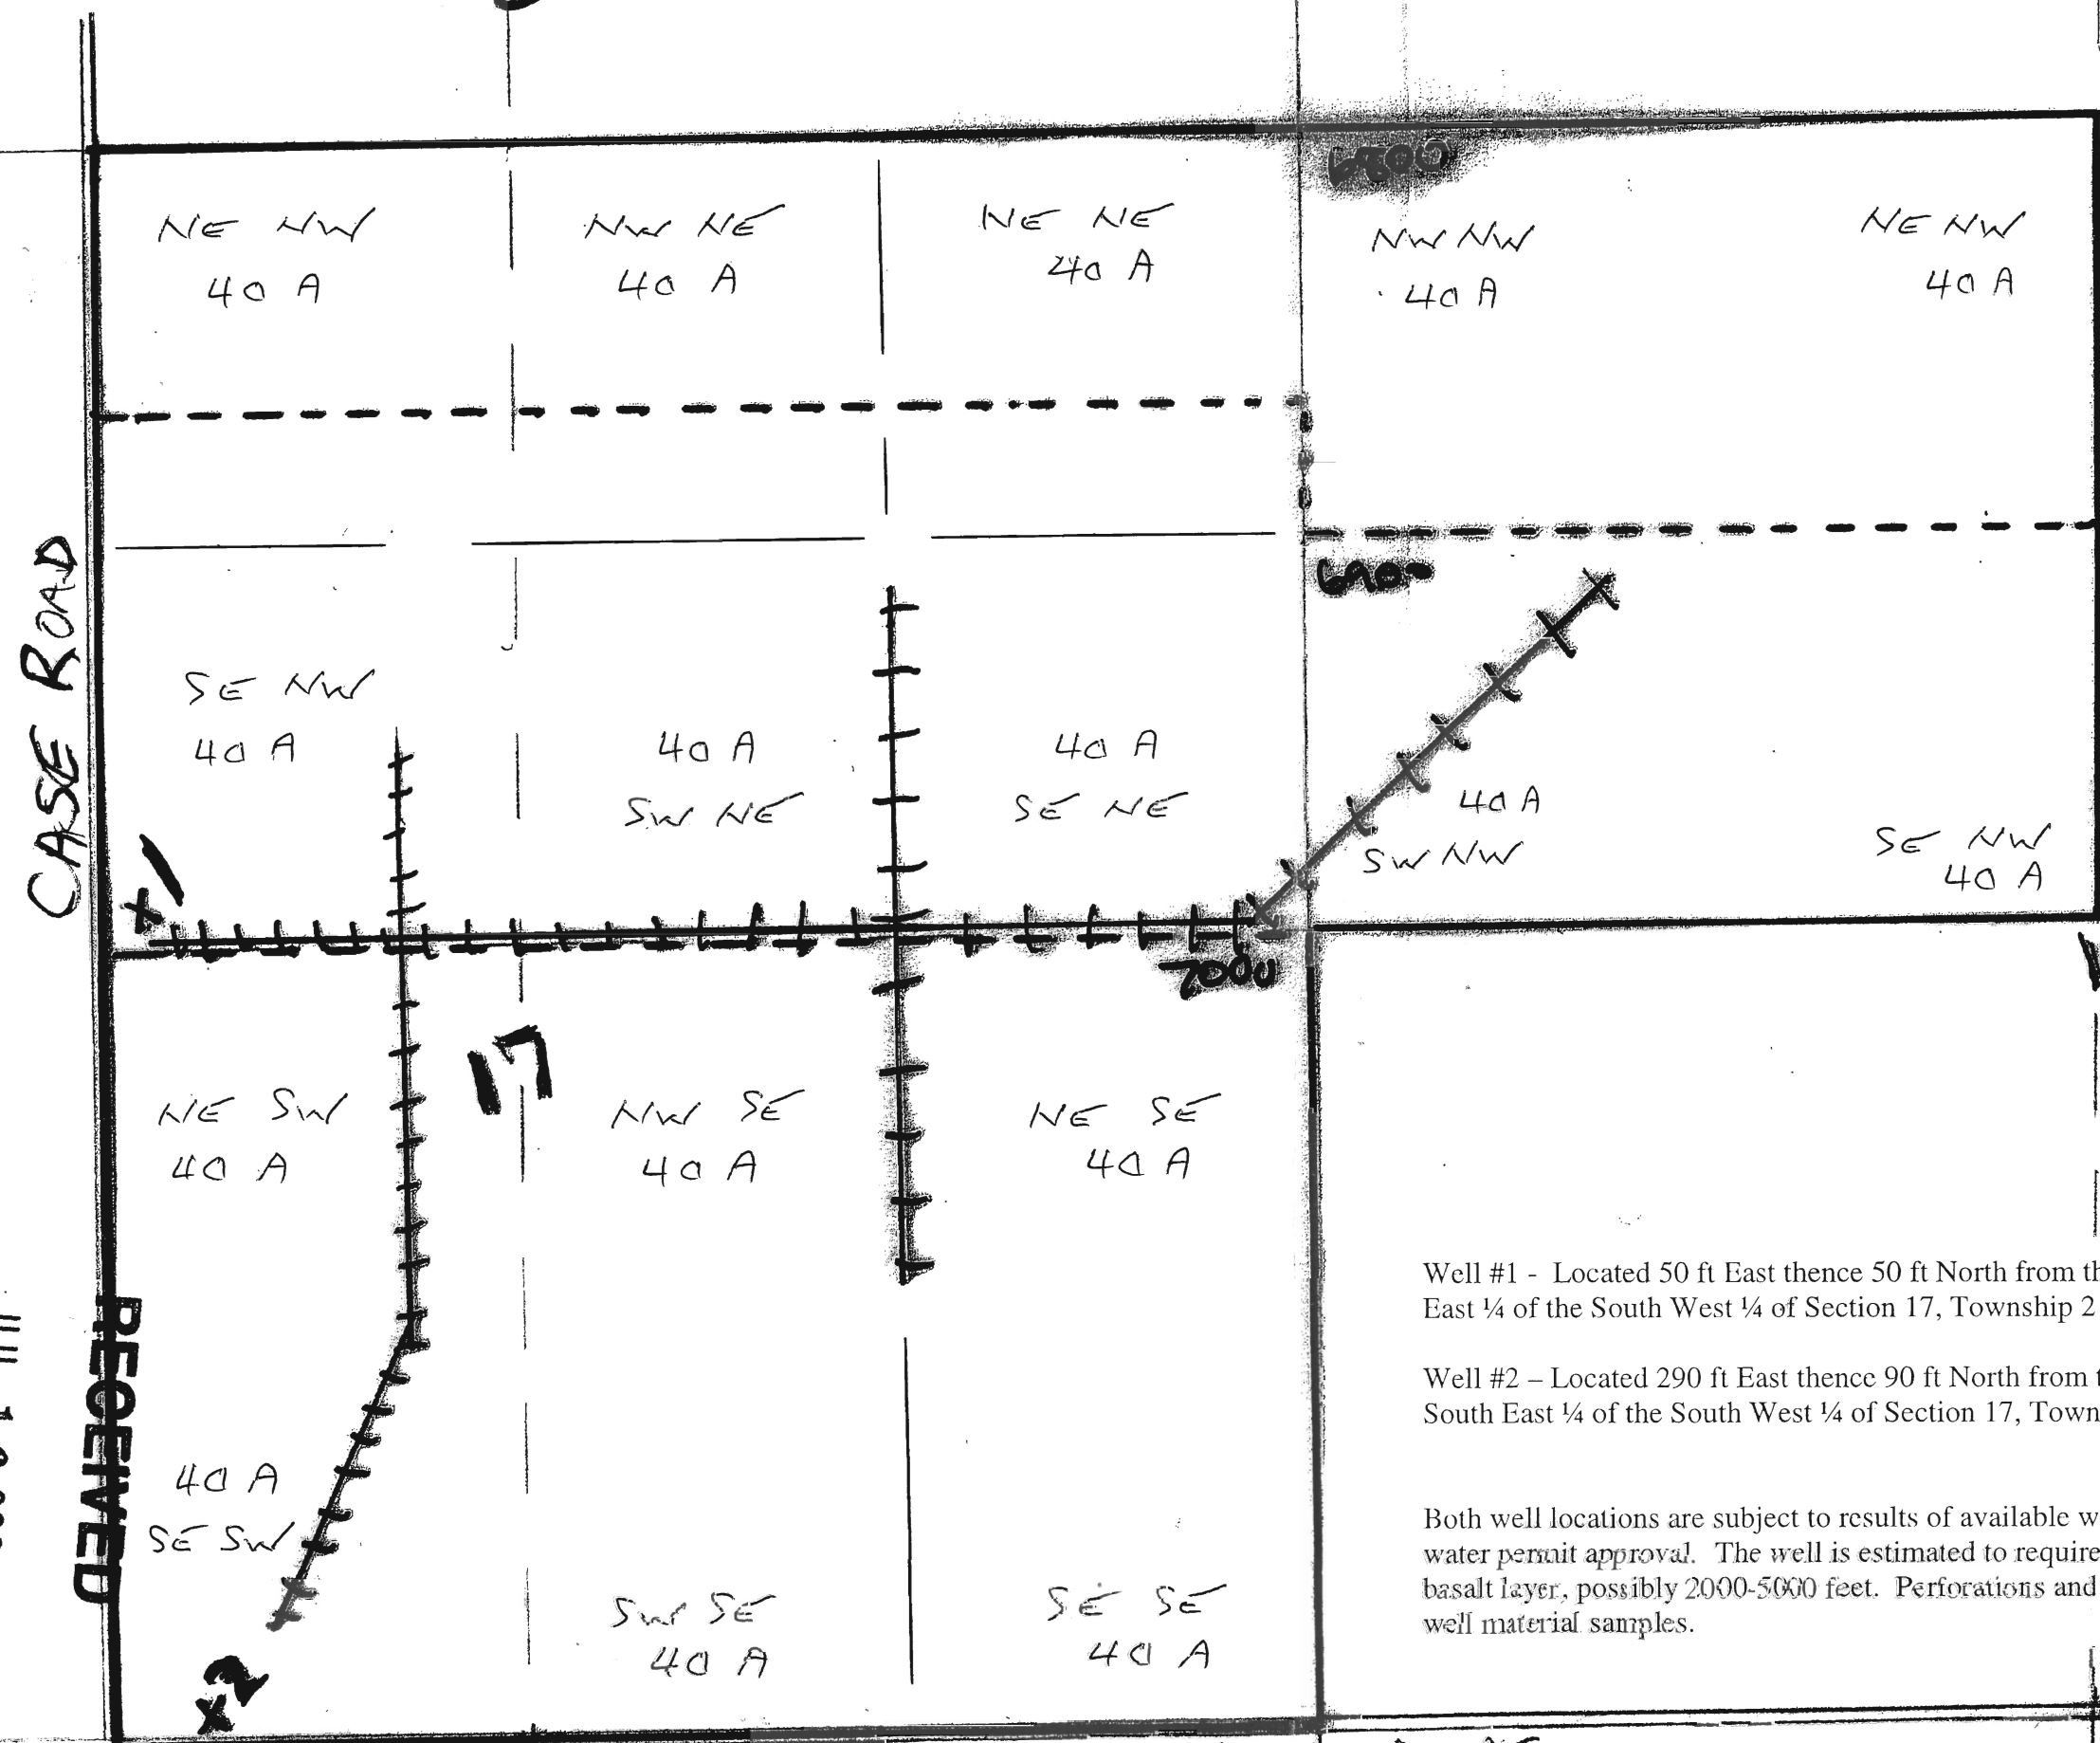 6800
NE NW
40 A
NW NE
40 A
NE NE
40 A
NW NW
40 A
NE NW
40 A
CASE ROAD
6900
SE NW
40 A
40 A
SW NE
40 A
SE NE
40 A
SW NW
SE NW
40 A
X 1
7000
17
NE SW
40 A
NW SE
40 A
NE SE
40 A
RECEIVED
40 A
SE SW
SW SE
40 A
SE SE
40 A
X 2
Well #1 - Located 50 ft East thence 50 ft North from
East ¼ of the South West ¼ of Section 17, Township 2
Well #2 – Located 290 ft East thence 90 ft North from
South East ¼ of the South West ¼ of Section 17,
Both well locations are subject to results of available
water permit approval. The well is estimated to require
basalt layer, possibly 2000-5000 feet. Perforations and
well material samples.